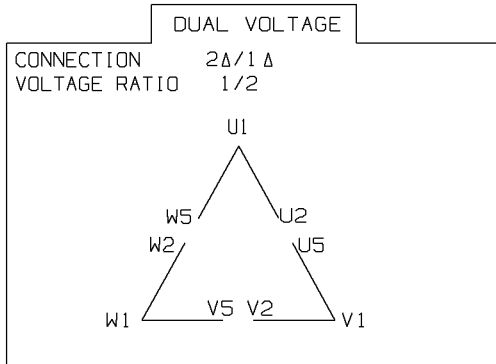 DUAL VOLTAGE
CONNECTION 2Δ/1Δ
VOLTAGE RATIO 1/2
U1
W5 U2
W2 U5
W1 V5 V2 V1